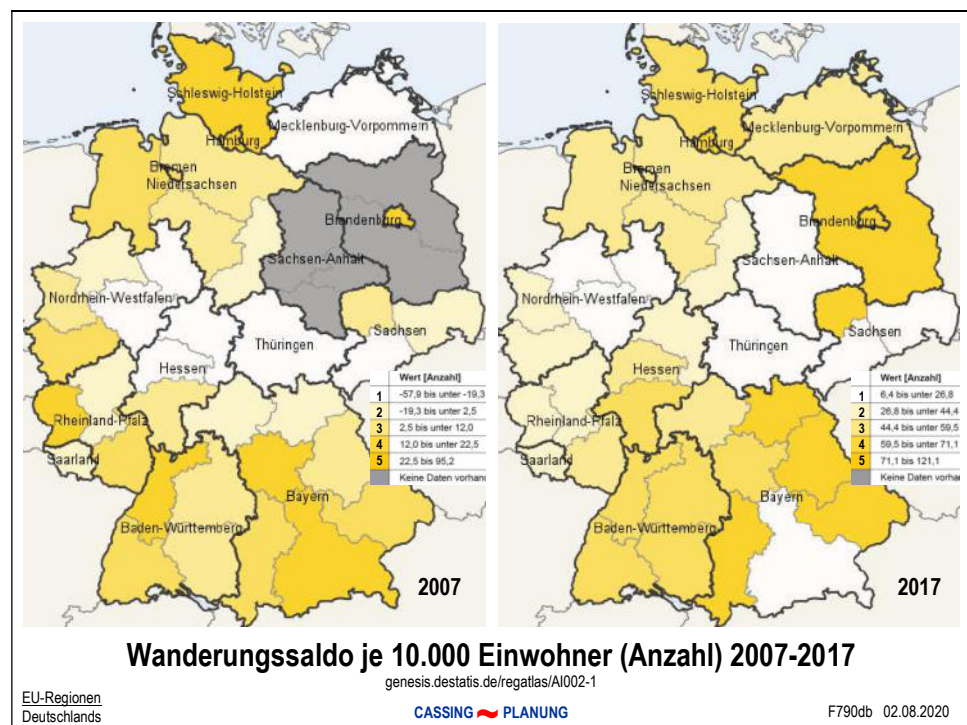 Schleswig-Holstein
Mecklenburg-Vorpommern
Hamburg
Bremen
Niedersachsen
Brandenburg
Sachsen-Anhalt
Nordrhein-Westfalen
Sachsen
Thüringen
Hessen
Rheinland-Pfalz
Saarland
Bayern
Baden-Württemberg
Wert [Anzahl]
1 -57,9 bis unter -19,3
2 -19,3 bis unter 2,5
3 2,5 bis unter 12,0
4 12,0 bis unter 22,5
5 22,5 bis 95,2
Keine Daten vorhand
2007
Schleswig-Holstein
Mecklenburg-Vorpommern
Hamburg
Bremen
Niedersachsen
Brandenburg
Sachsen-Anhalt
Nordrhein-Westfalen
Sachsen
Thüringen
Hessen
Rheinland-Pfalz
Saarland
Bayern
Baden-Württemberg
Wert [Anzahl]
1 6,4 bis unter 26,8
2 26,8 bis unter 44,4
3 44,4 bis unter 59,5
4 59,5 bis unter 71,1
5 71,1 bis 121,1
Keine Daten vorhand
2017
Wanderungssaldo je 10.000 Einwohner (Anzahl) 2007-2017
genesis.destatis.de/regatlas/AI002-1
EU-Regionen
Deutschlands
CASSING PLANUNG
F790db 02.08.2020